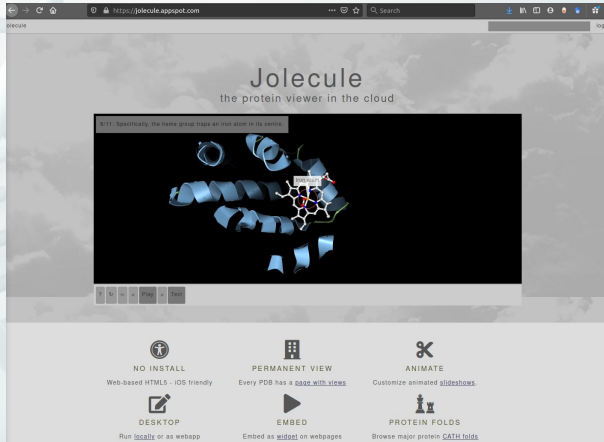 https://jolecule.appspot.com
Search
olecule
log
Jolecule
the protein viewer in the cloud
9/11: Specifically, the heme group traps an iron atom in its centre.
Play
Text
NO INSTALL
PERMANENT VIEW
ANIMATE
Web-based HTML5 - iOS friendly
Every PDB has a page with views
Customize animated slideshows.
DESKTOP
EMBED
PROTEIN FOLDS
Run locally or as webapp
Embed as widget on webpages
Browse major protein CATH folds